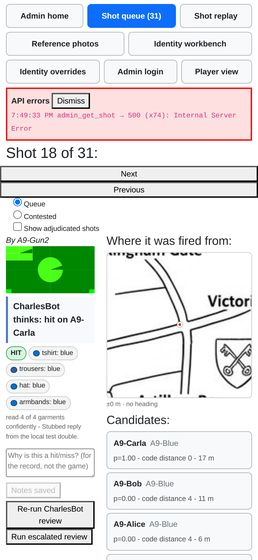 Admin home
Shot queue (31)
Shot replay
Reference photos
Identity workbench
Identity overrides
Admin login
Player view
API errors Dismiss
7:49:33 PM admin_get_shot → 500 (x74): Internal Server
Error
Shot 18 of 31:
Next
Previous
Queue
Contested
Show adjudicated shots
By A9-Gun2
CharlesBot
thinks: hit on A9-
Carla
HIT
tshirt: blue
trousers: blue
hat: blue
armbands: blue
read 4 of 4 garments
confidently - Stubbed reply
from the local test double.
Why is this a hit/miss? (for
the record, not the game)
Notes saved
Re-run CharlesBot
review
Run escalated review
Where it was fired from:
Victori
±0 m - no heading
Candidates:
A9-Carla A9-Blue
p=1.00 - code distance 0 - 17 m
A9-Bob A9-Blue
p=0.00 - code distance 4 - 11 m
A9-Alice A9-Blue
p=0.00 - code distance 4 - 6 m